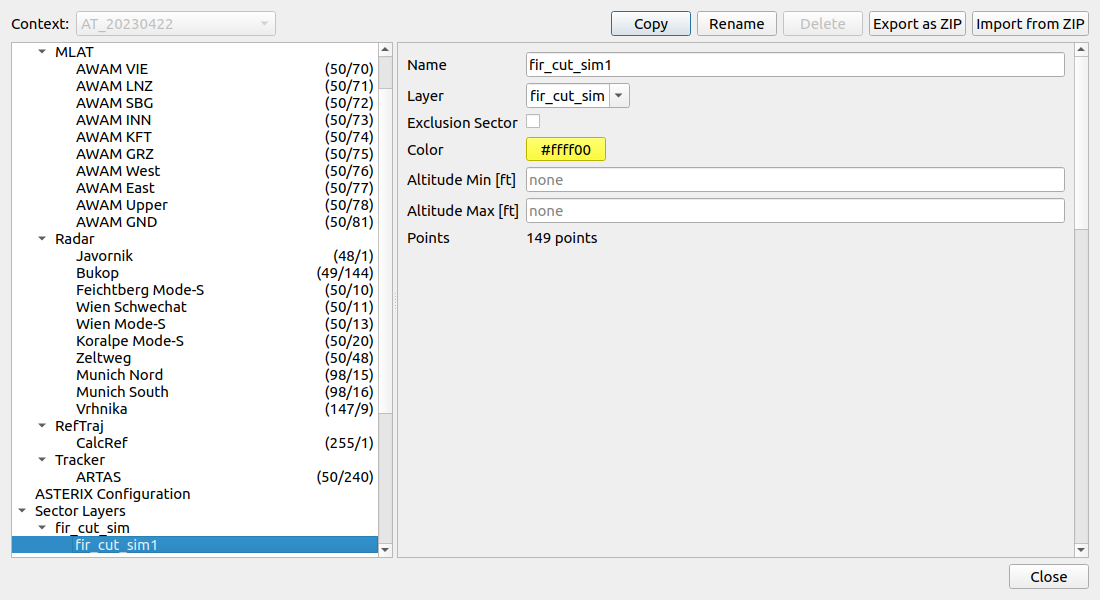 Context: AT_20230422 Copy Rename Delete Export as ZIP Import from ZIP
MLAT
AWAM VIE (50/70)
AWAM LNZ (50/71)
AWAM SBG (50/72)
AWAM INN (50/73)
AWAM KFT (50/74)
AWAM GRZ (50/75)
AWAM West (50/76)
AWAM East (50/77)
AWAM Upper (50/78)
AWAM GND (50/81)
Radar
Javornik (48/1)
Bukop (49/144)
Feichtberg Mode-S (50/10)
Wien Schwechat (50/11)
Wien Mode-S (50/13)
Koralpe Mode-S (50/20)
Zeltweg (50/48)
Munich Nord (98/15)
Munich South (98/16)
Vrhnika (147/9)
RefTraj
CalcRef (255/1)
Tracker
ARTAS (50/240)
ASTERIX Configuration
Sector Layers
fir_cut_sim
fir_cut_sim1
Name fir_cut_sim1
Layer fir_cut_sim
Exclusion Sector
Color #ffff00
Altitude Min [ft] none
Altitude Max [ft] none
Points 149 points
Close